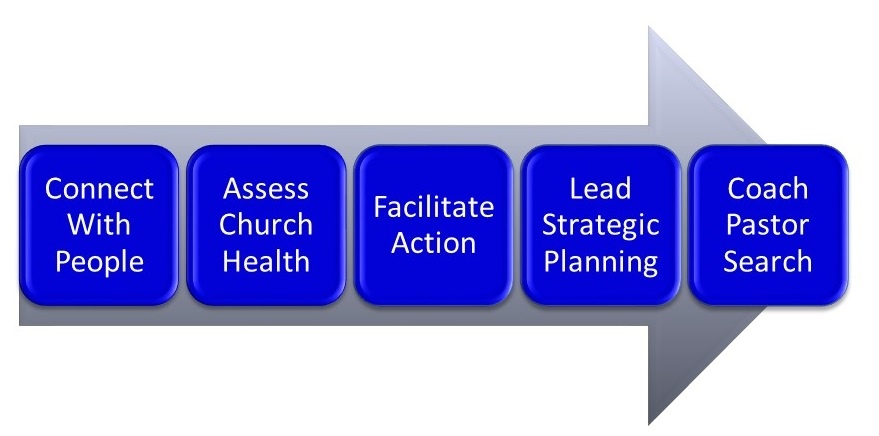 Connect
With
People
Assess
Church
Health
Facilitate
Action
Lead
Strategic
Planning
Coach
Pastor
Search